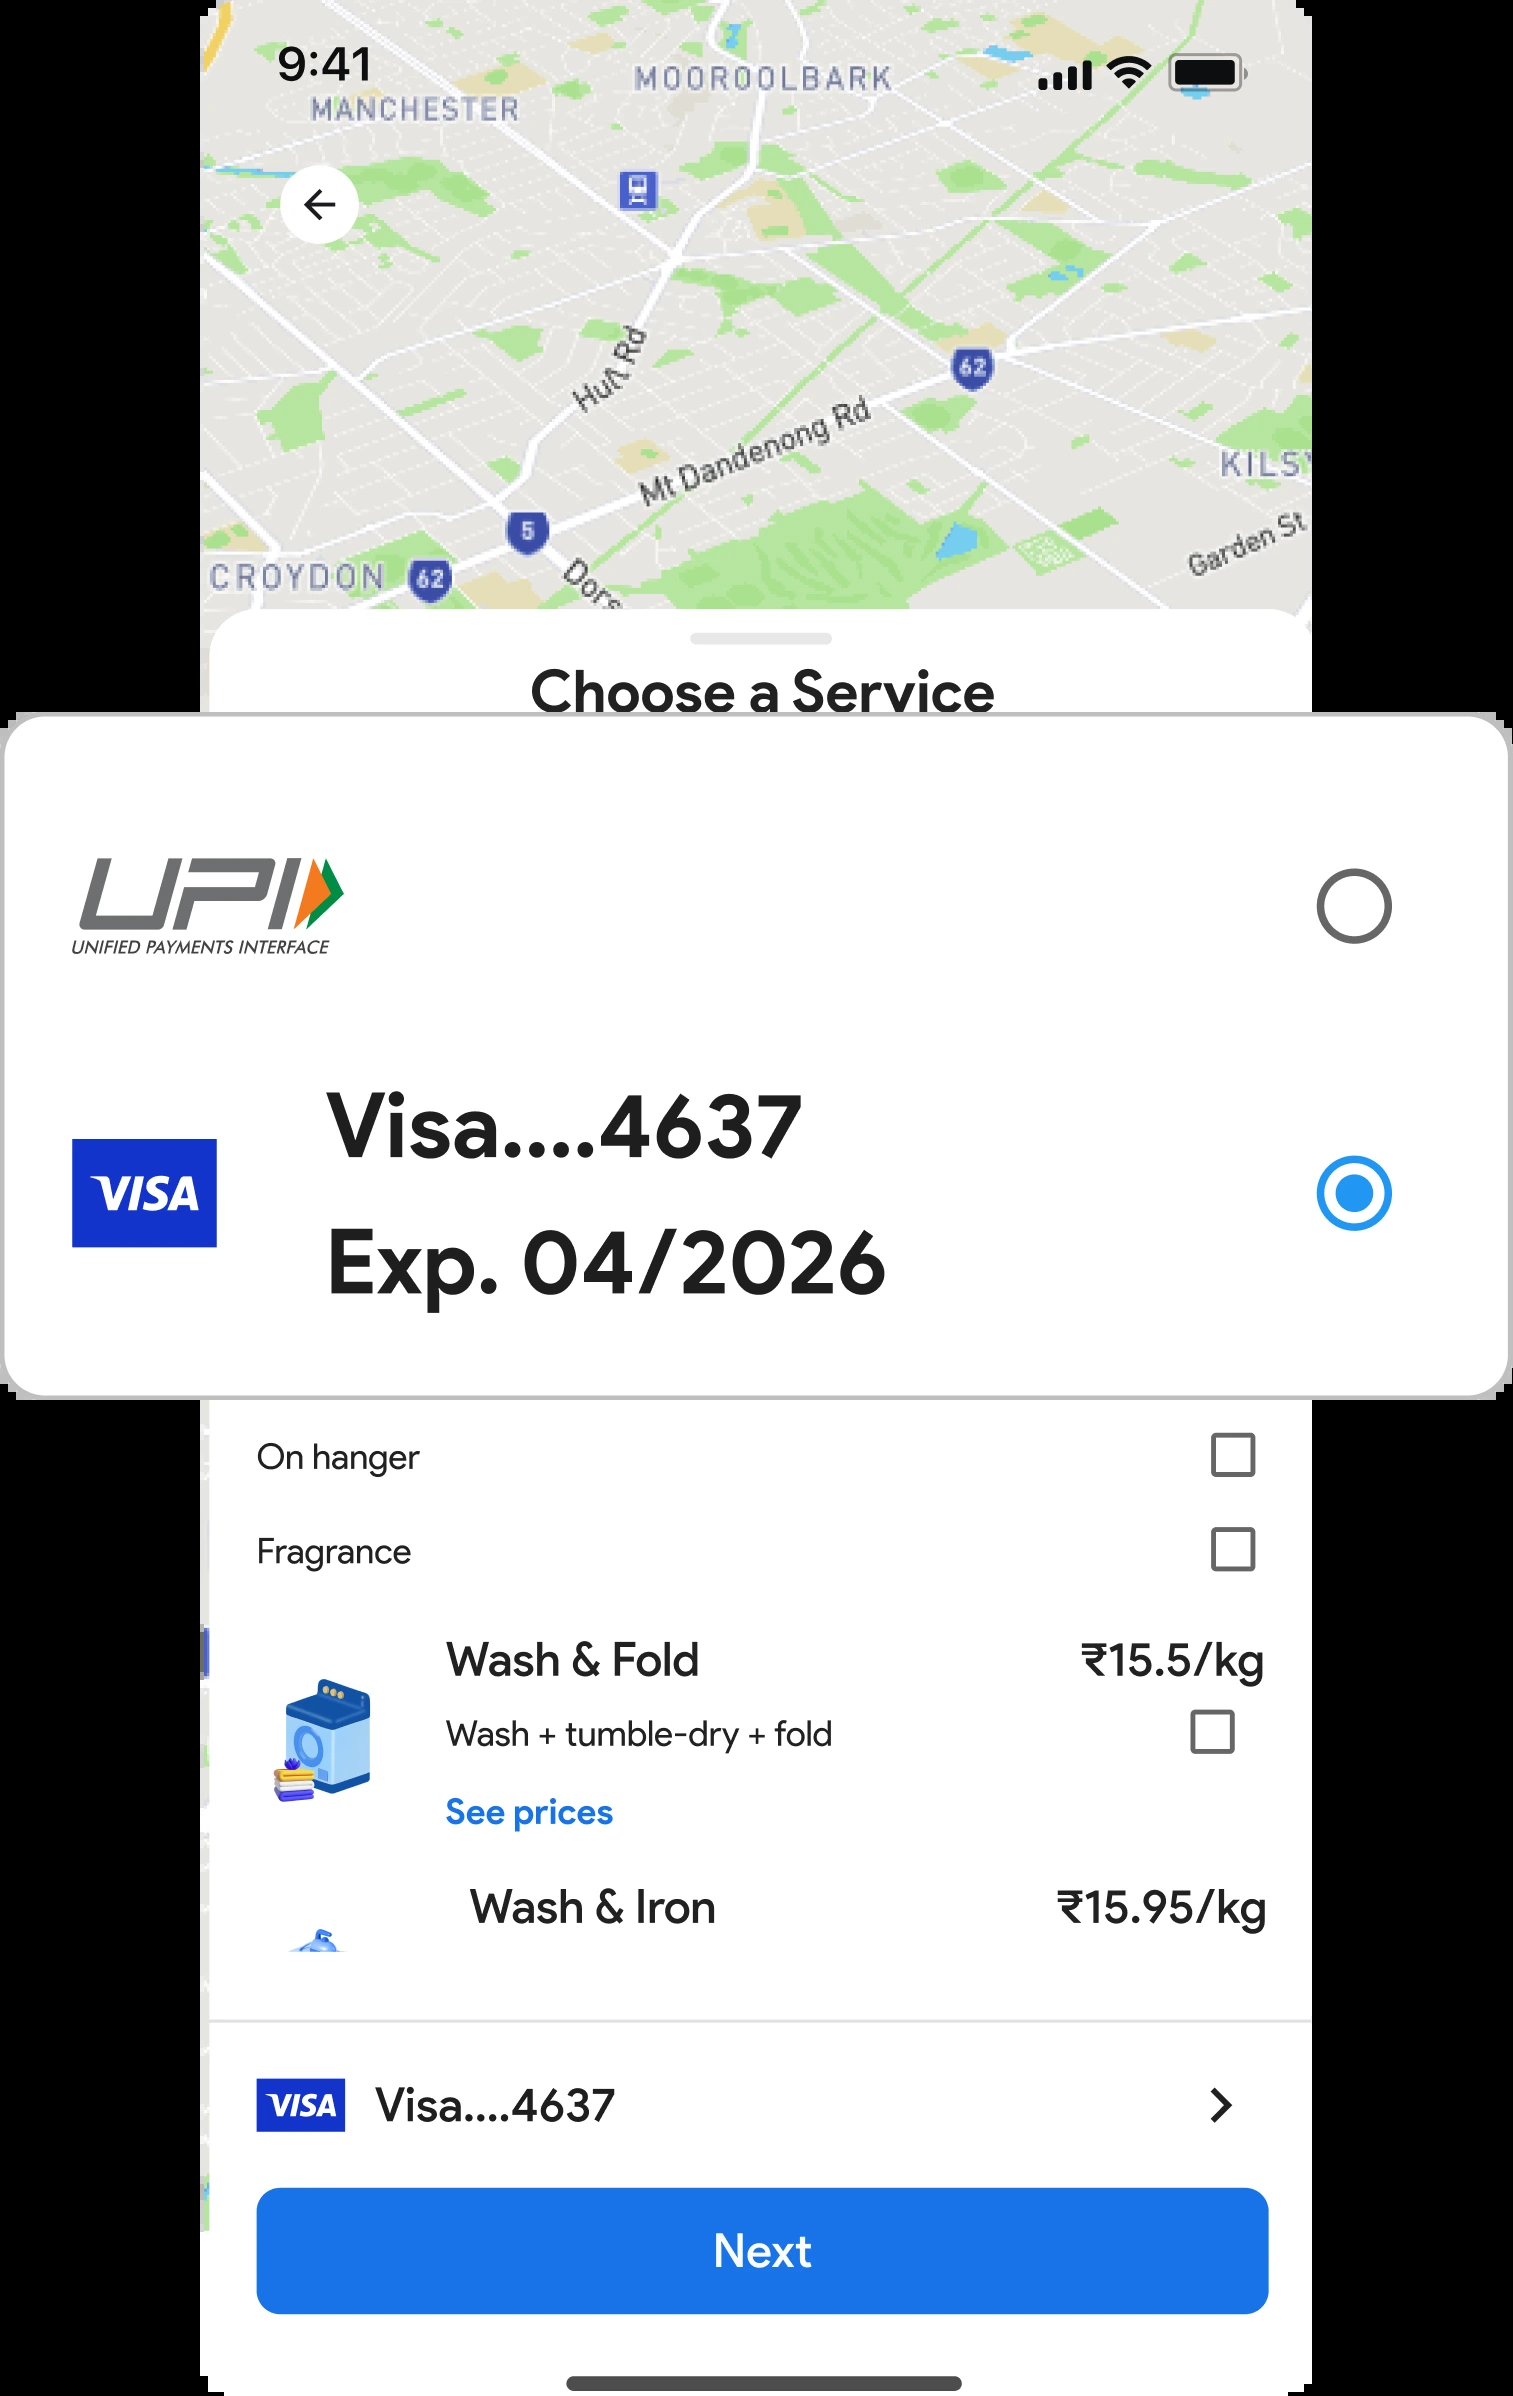 9:41
MOOROOLBARK
MANCHESTER
Hull Rd
62
Mt Dandenong Rd
5
Garden St
CROYDON
62
Choose a Service
UPI
UNIFIED PAYMENTS INTERFACE
Visa....4637
VISA
Exp. 04/2026
On hanger
Fragrance
Wash & Fold
₹15.5/kg
Wash + tumble-dry + fold
See prices
Wash & Iron
₹15.95/kg
VISA
Visa....4637
Next